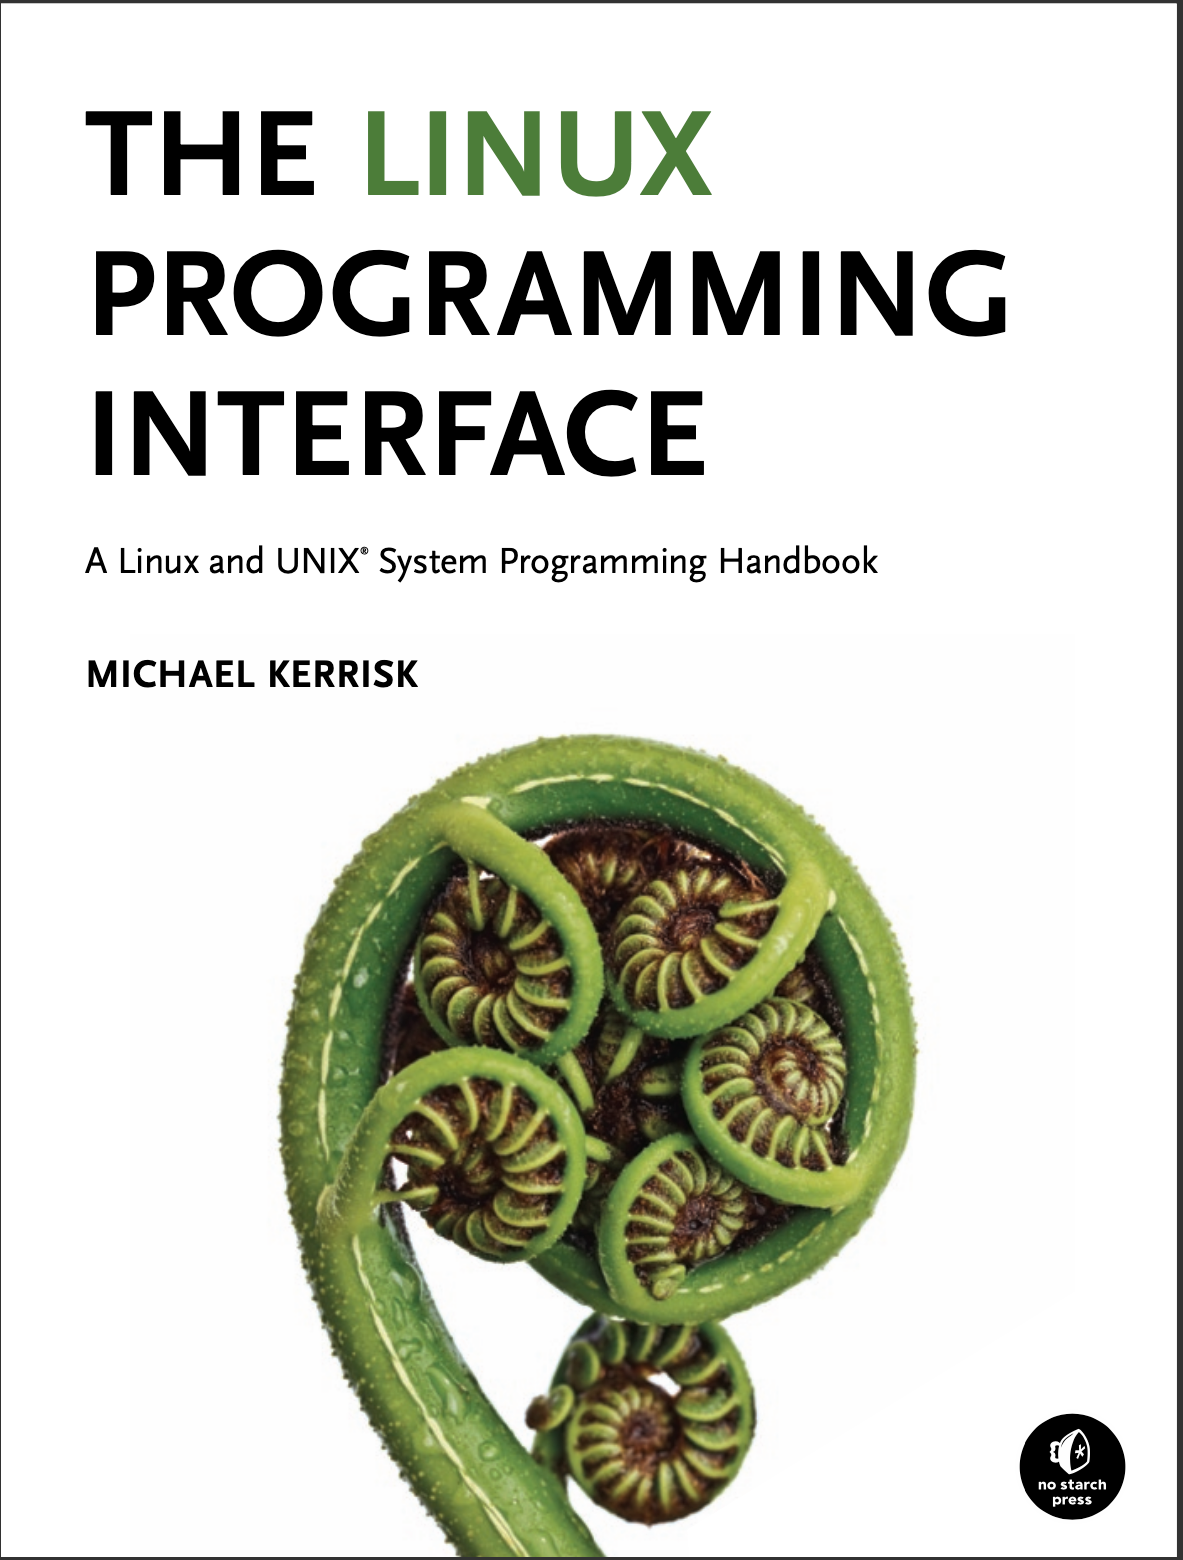 THE LINUX
PROGRAMMING
INTERFACE
A Linux and UNIX® System Programming Handbook
MICHAEL KERRISK
no starch
press